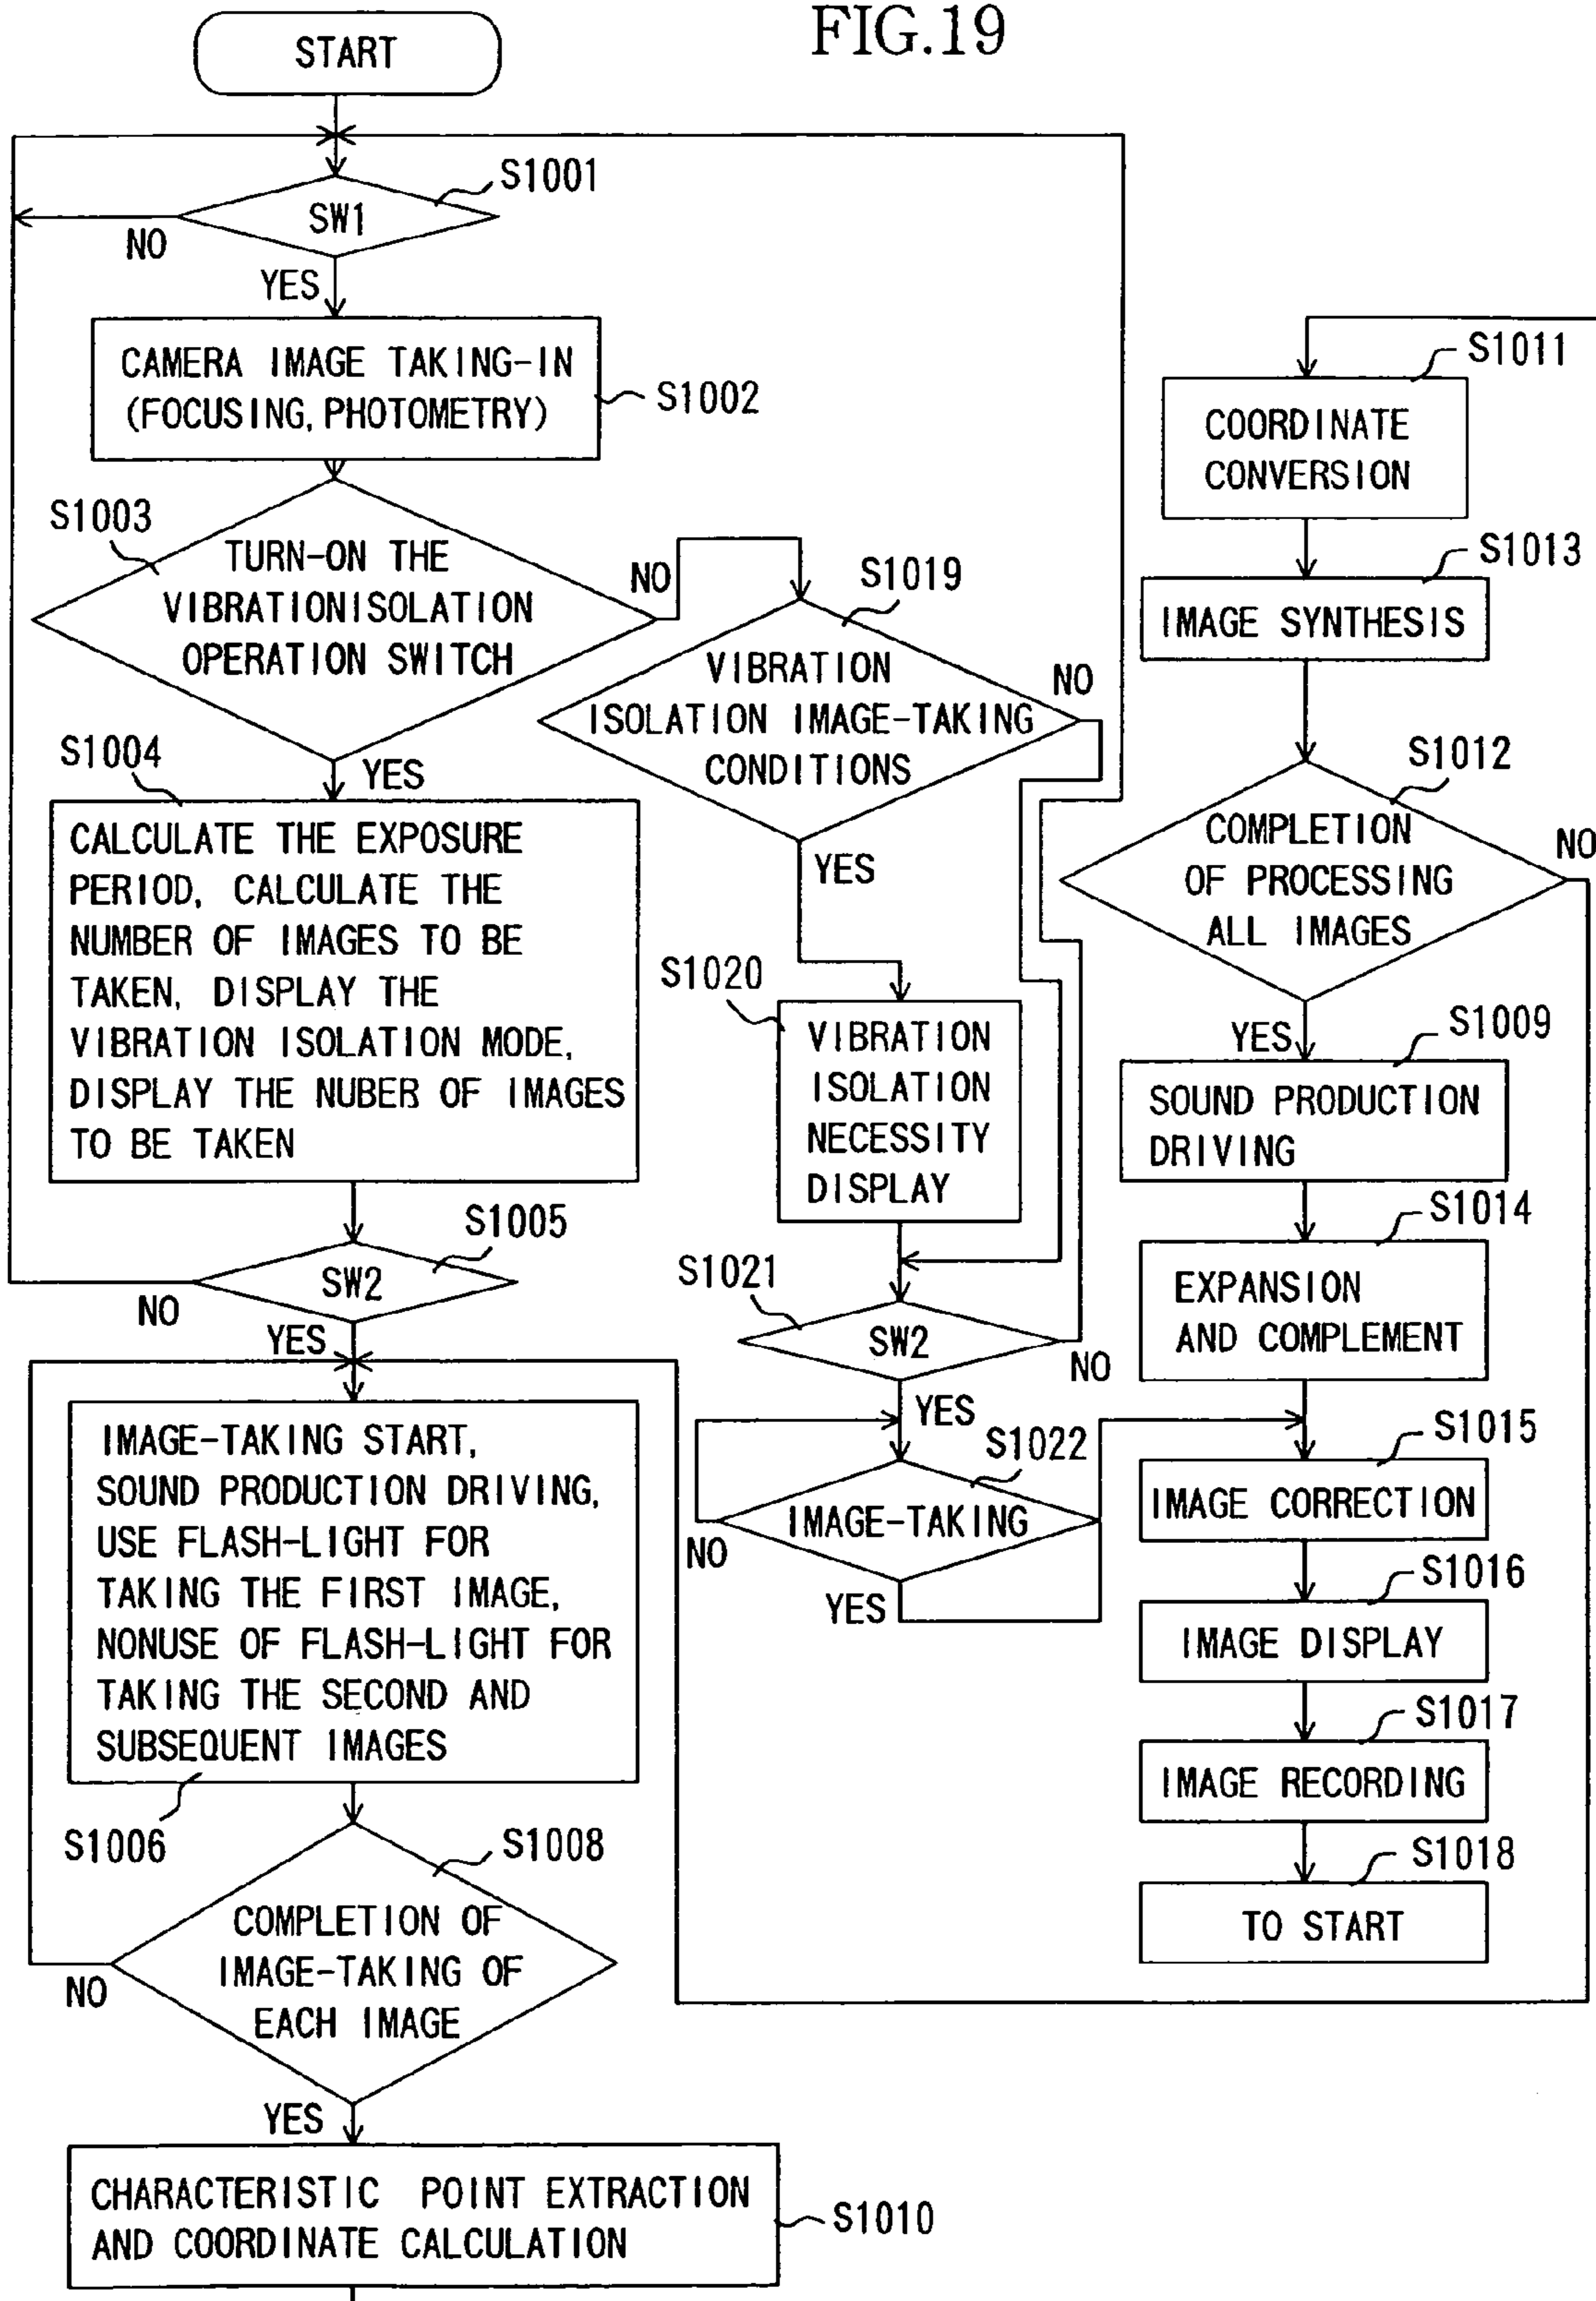 FIG.19
START
S1001
SW1
NO
YES
CAMERA IMAGE TAKING-IN
(FOCUSING, PHOTOMETRY)
S1002
S1003
TURN-ON THE
VIBRATIONISOLATION
OPERATION SWITCH
NO
YES
S1004
CALCULATE THE EXPOSURE
PERIOD, CALCULATE THE
NUMBER OF IMAGES TO BE
TAKEN, DISPLAY THE
VIBRATION ISOLATION MODE,
DISPLAY THE NUBER OF IMAGES
TO BE TAKEN
S1005
SW2
NO
YES
IMAGE-TAKING START,
SOUND PRODUCTION DRIVING,
USE FLASH-LIGHT FOR
TAKING THE FIRST IMAGE,
NONUSE OF FLASH-LIGHT FOR
TAKING THE SECOND AND
SUBSEQUENT IMAGES
S1006
S1008
COMPLETION OF
IMAGE-TAKING OF
EACH IMAGE
NO
YES
CHARACTERISTIC POINT EXTRACTION
AND COORDINATE CALCULATION
S1010
S1019
VIBRATION
ISOLATION IMAGE-TAKING
CONDITIONS
NO
YES
S1020
VIBRATION
ISOLATION
NECESSITY
DISPLAY
S1021
SW2
NO
YES
S1022
IMAGE-TAKING
NO
YES
S1011
COORDINATE
CONVERSION
S1013
IMAGE SYNTHESIS
S1012
COMPLETION
OF PROCESSING
ALL IMAGES
NO
YES
S1009
SOUND PRODUCTION
DRIVING
S1014
EXPANSION
AND COMPLEMENT
S1015
IMAGE CORRECTION
S1016
IMAGE DISPLAY
S1017
IMAGE RECORDING
S1018
TO START